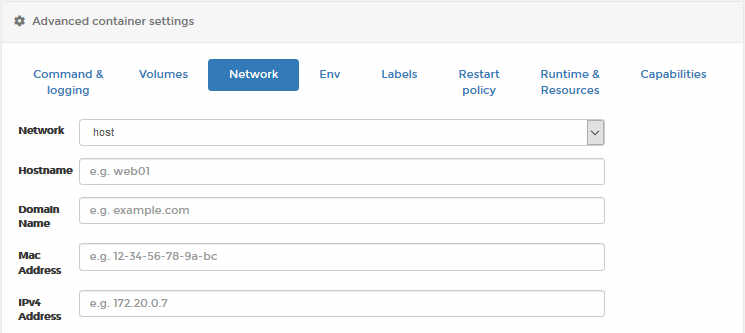 Advanced container settings
Command & Volumes Network Env Labels Restart Runtime & Capabilities
logging policy Resources
Network host
Hostname e.g. web01
Domain e.g. example.com
Name
Mac e.g. 12-34-56-78-9a-bc
Address
IPv4 e.g. 172.20.0.7
Address